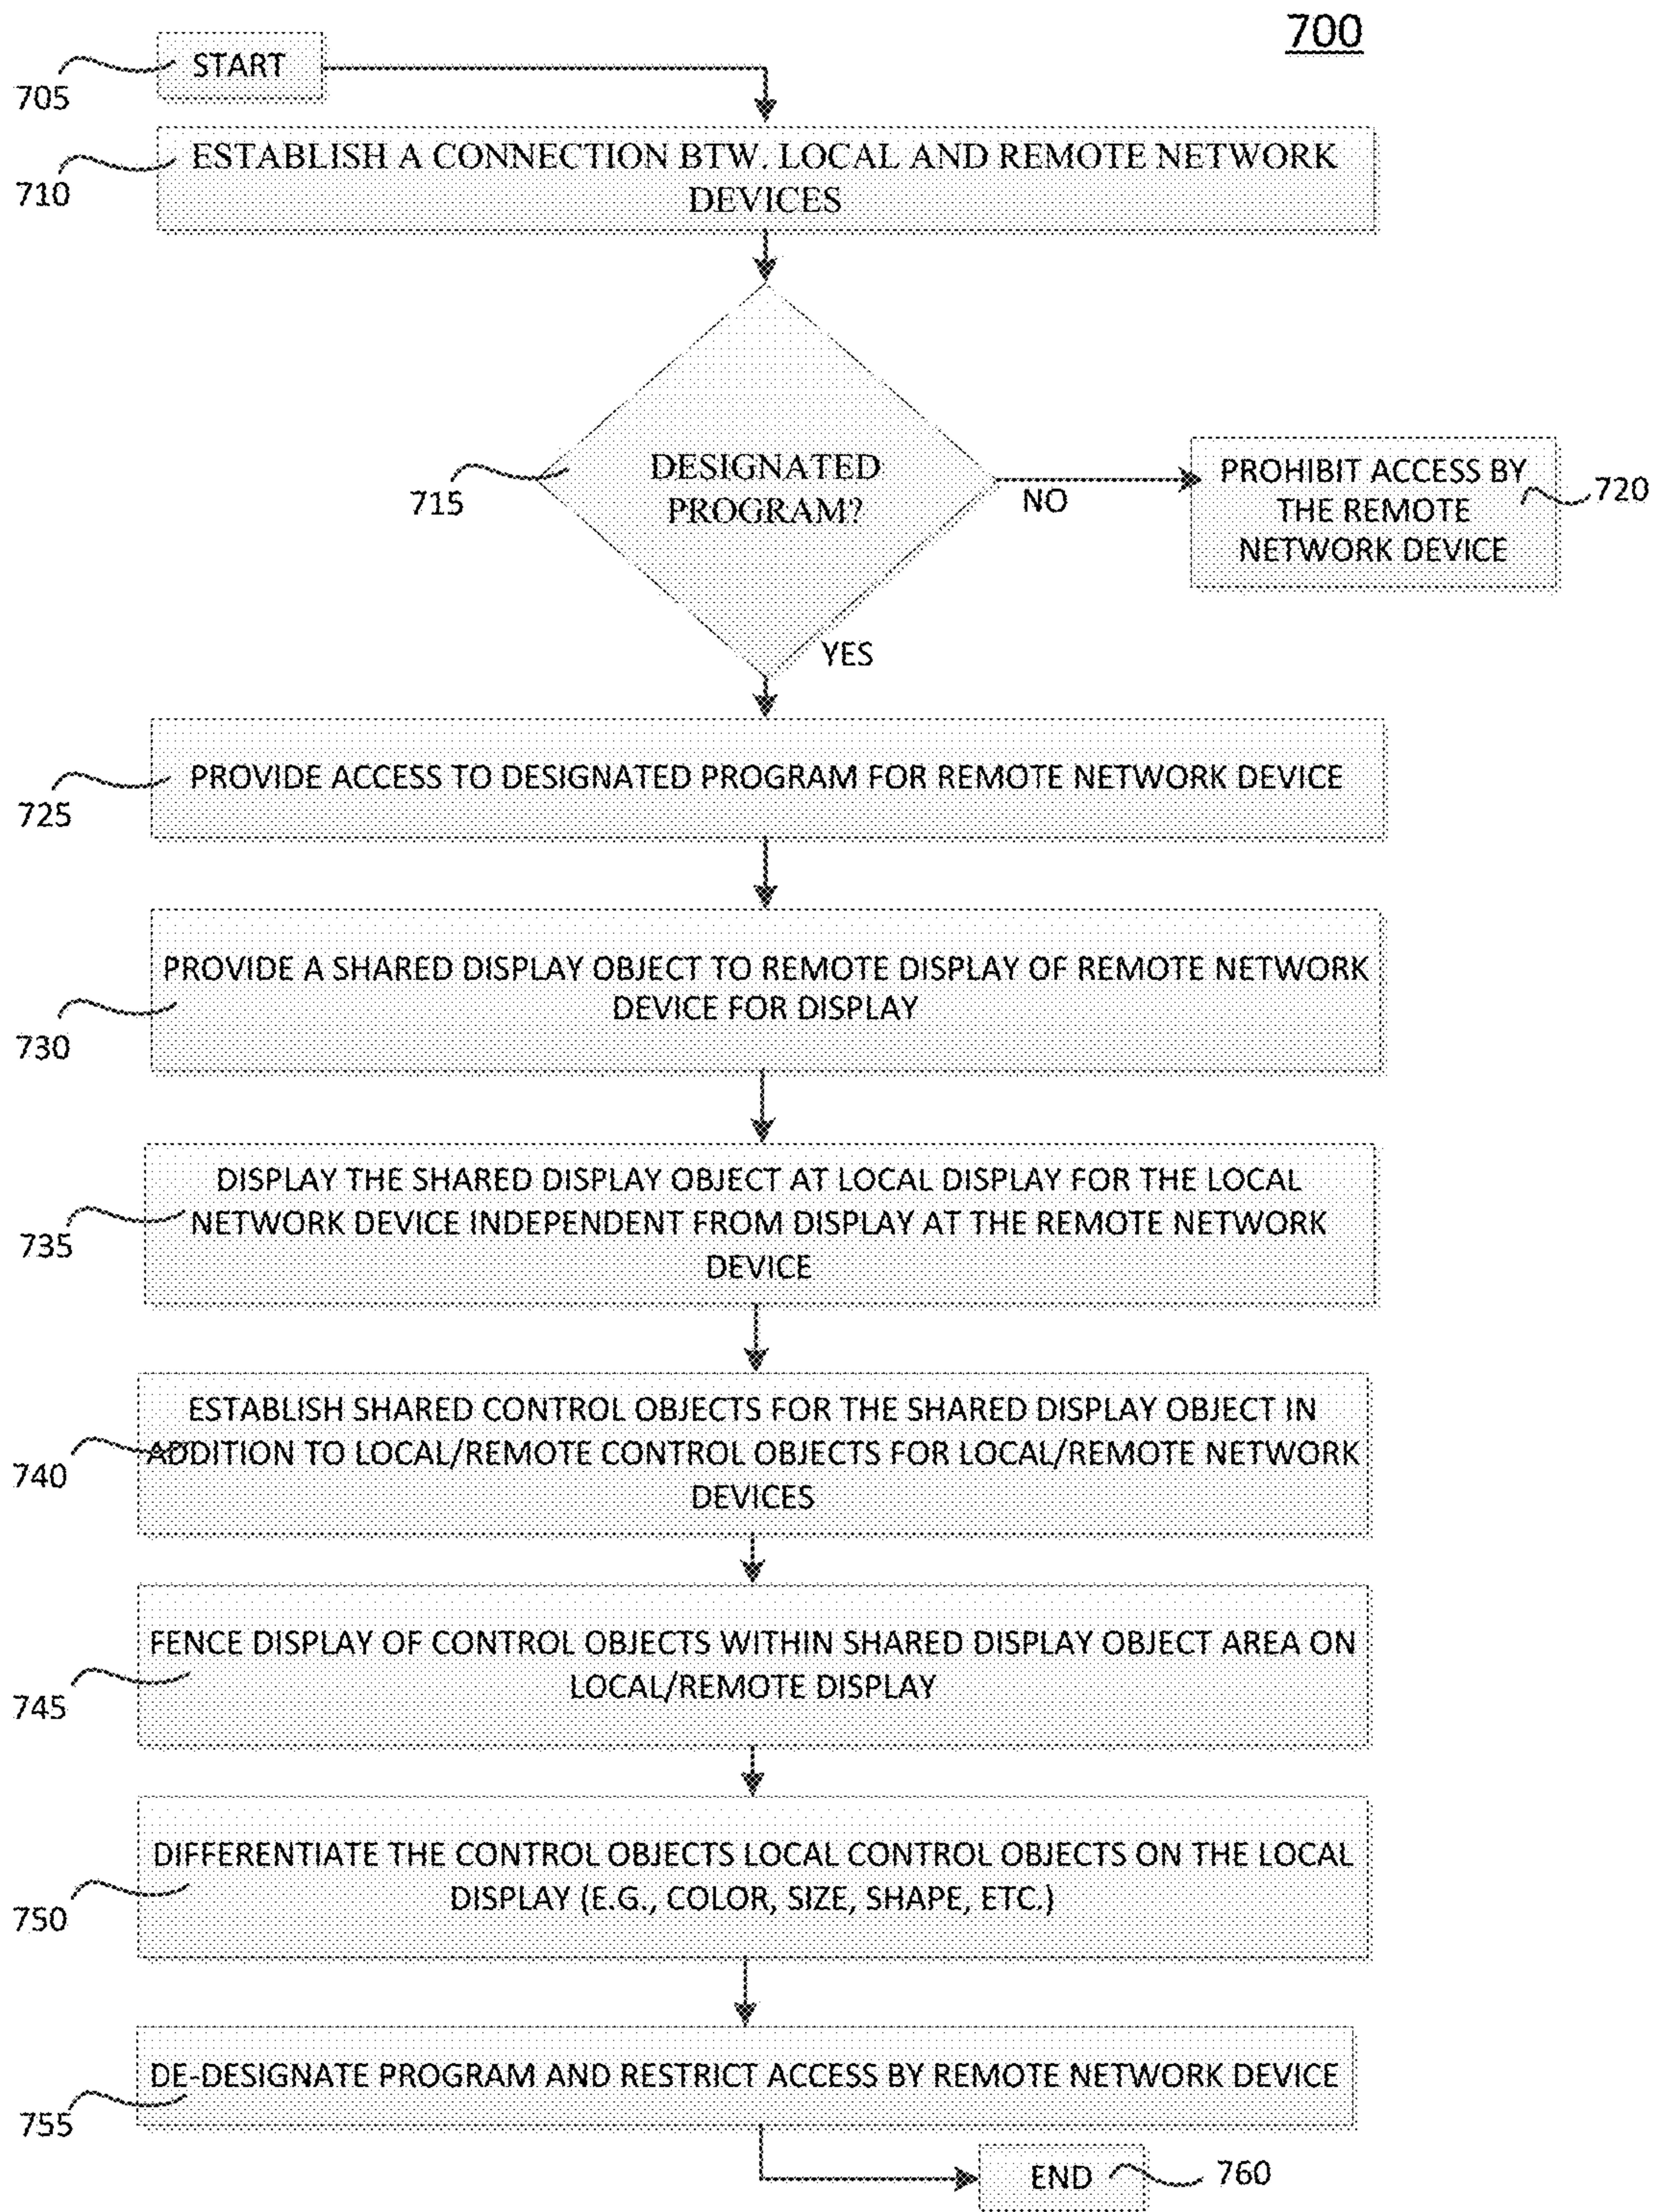 700
START
705
ESTABLISH A CONNECTION BTW. LOCAL AND REMOTE NETWORK
DEVICES
710
DESIGNATED
PROGRAM?
715
NO
PROHIBIT ACCESS BY
THE REMOTE
NETWORK DEVICE
720
YES
PROVIDE ACCESS TO DESIGNATED PROGRAM FOR REMOTE NETWORK DEVICE
725
PROVIDE A SHARED DISPLAY OBJECT TO REMOTE DISPLAY OF REMOTE NETWORK
DEVICE FOR DISPLAY
730
DISPLAY THE SHARED DISPLAY OBJECT AT LOCAL DISPLAY FOR THE LOCAL
NETWORK DEVICE INDEPENDENT FROM DISPLAY AT THE REMOTE NETWORK
DEVICE
735
ESTABLISH SHARED CONTROL OBJECTS FOR THE SHARED DISPLAY OBJECT IN
ADDITION TO LOCAL/REMOTE CONTROL OBJECTS FOR LOCAL/REMOTE NETWORK
DEVICES
740
FENCE DISPLAY OF CONTROL OBJECTS WITHIN SHARED DISPLAY OBJECT AREA ON
LOCAL/REMOTE DISPLAY
745
DIFFERENTIATE THE CONTROL OBJECTS LOCAL CONTROL OBJECTS ON THE LOCAL
DISPLAY (E.G., COLOR, SIZE, SHAPE, ETC.)
750
DE-DESIGNATE PROGRAM AND RESTRICT ACCESS BY REMOTE NETWORK DEVICE
755
END
760